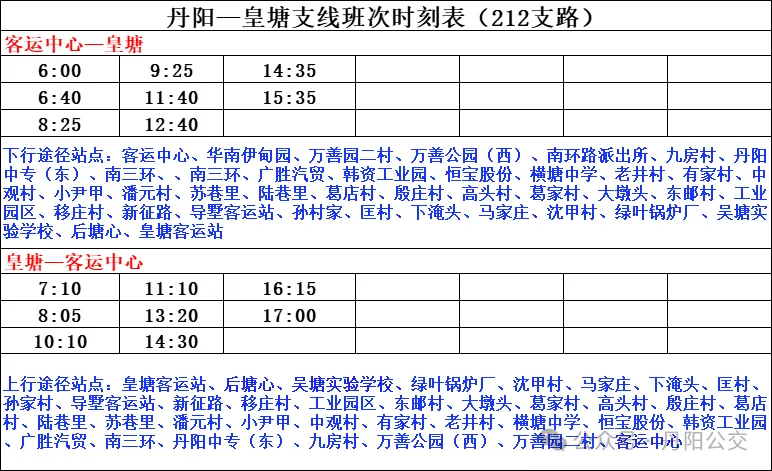 丹阳—皇塘支线班次时刻表（212支路）
客运中心—皇塘
6:00 9:25 14:35
6:40 11:40 15:35
8:25 12:40
下行途径站点：客运中心、华南伊甸园、万善园二村、万善公园（西）、南环路派出所、九房村、丹阳
中专（东）、南三环、、南三环、广胜汽贸、韩资工业园、恒宝股份、横塘中学、老井村、有家村、中
观村、小尹甲、潘元村、苏巷里、陆巷里、葛店村、殷庄村、高头村、葛家村、大墩头、东邮村、工业
园区、移庄村、新征路、导墅客运站、孙村家、匡村、下淹头、马家庄、沈甲村、绿叶锅炉厂、吴塘实
验学校、后塘心、皇塘客运站
皇塘—客运中心
7:10 11:10 16:15
8:05 13:20 17:00
10:10 14:30
上行途径站点：皇塘客运站、后塘心、吴塘实验学校、绿叶锅炉厂、沈甲村、马家庄、下淹头、匡村、
孙家村、导墅客运站、新征路、移庄村、工业园区、东邮村、大墩头、葛家村、高头村、殷庄村、葛店
村、陆巷里、苏巷里、潘元村、小尹甲、中观村、有家村、老井村、横塘中学、恒宝股份、韩资工业园
、广胜汽贸、南三环、丹阳中专（东）、九房村、万善公园（西）、万善园二村、客运中心
公众号·丹阳公交